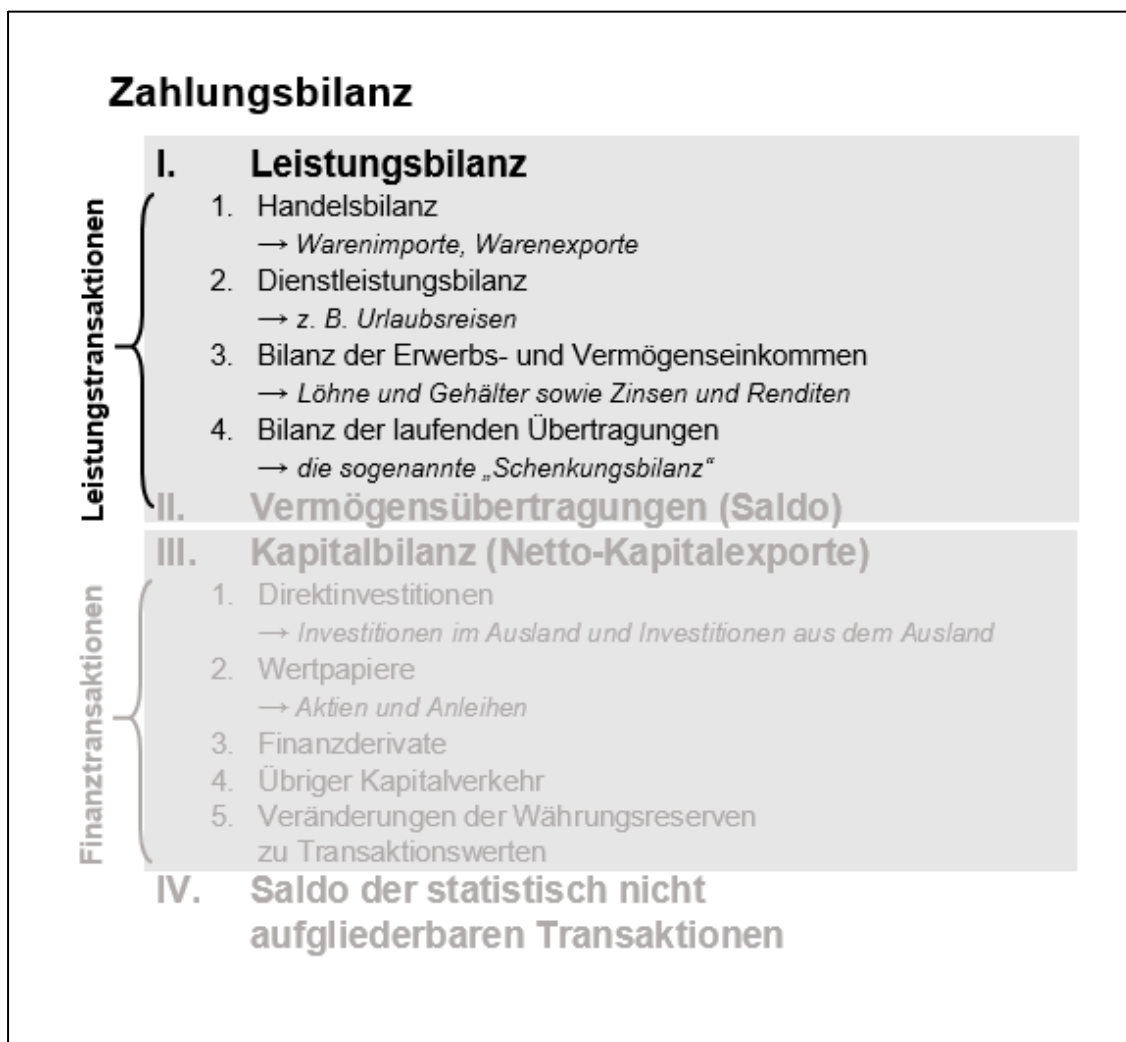 Zahlungsbilanz
Leistungstransaktionen
I. Leistungsbilanz
1. Handelsbilanz
→ Warenimporte, Warenexporte
2. Dienstleistungsbilanz
→ z. B. Urlaubsreisen
3. Bilanz der Erwerbs- und Vermögenseinkommen
→ Löhne und Gehälter sowie Zinsen und Renditen
4. Bilanz der laufenden Übertragungen
→ die sogenannte „Schenkungsbilanz“
II. Vermögensübertragungen (Saldo)
Finanztransaktionen
III. Kapitalbilanz (Netto-Kapitalexporte)
1. Direktinvestitionen
→ Investitionen im Ausland und Investitionen aus dem Ausland
2. Wertpapiere
→ Aktien und Anleihen
3. Finanzderivate
4. Übriger Kapitalverkehr
5. Veränderungen der Währungsreserven
zu Transaktionswerten
IV. Saldo der statistisch nicht
aufgliederbaren Transaktionen